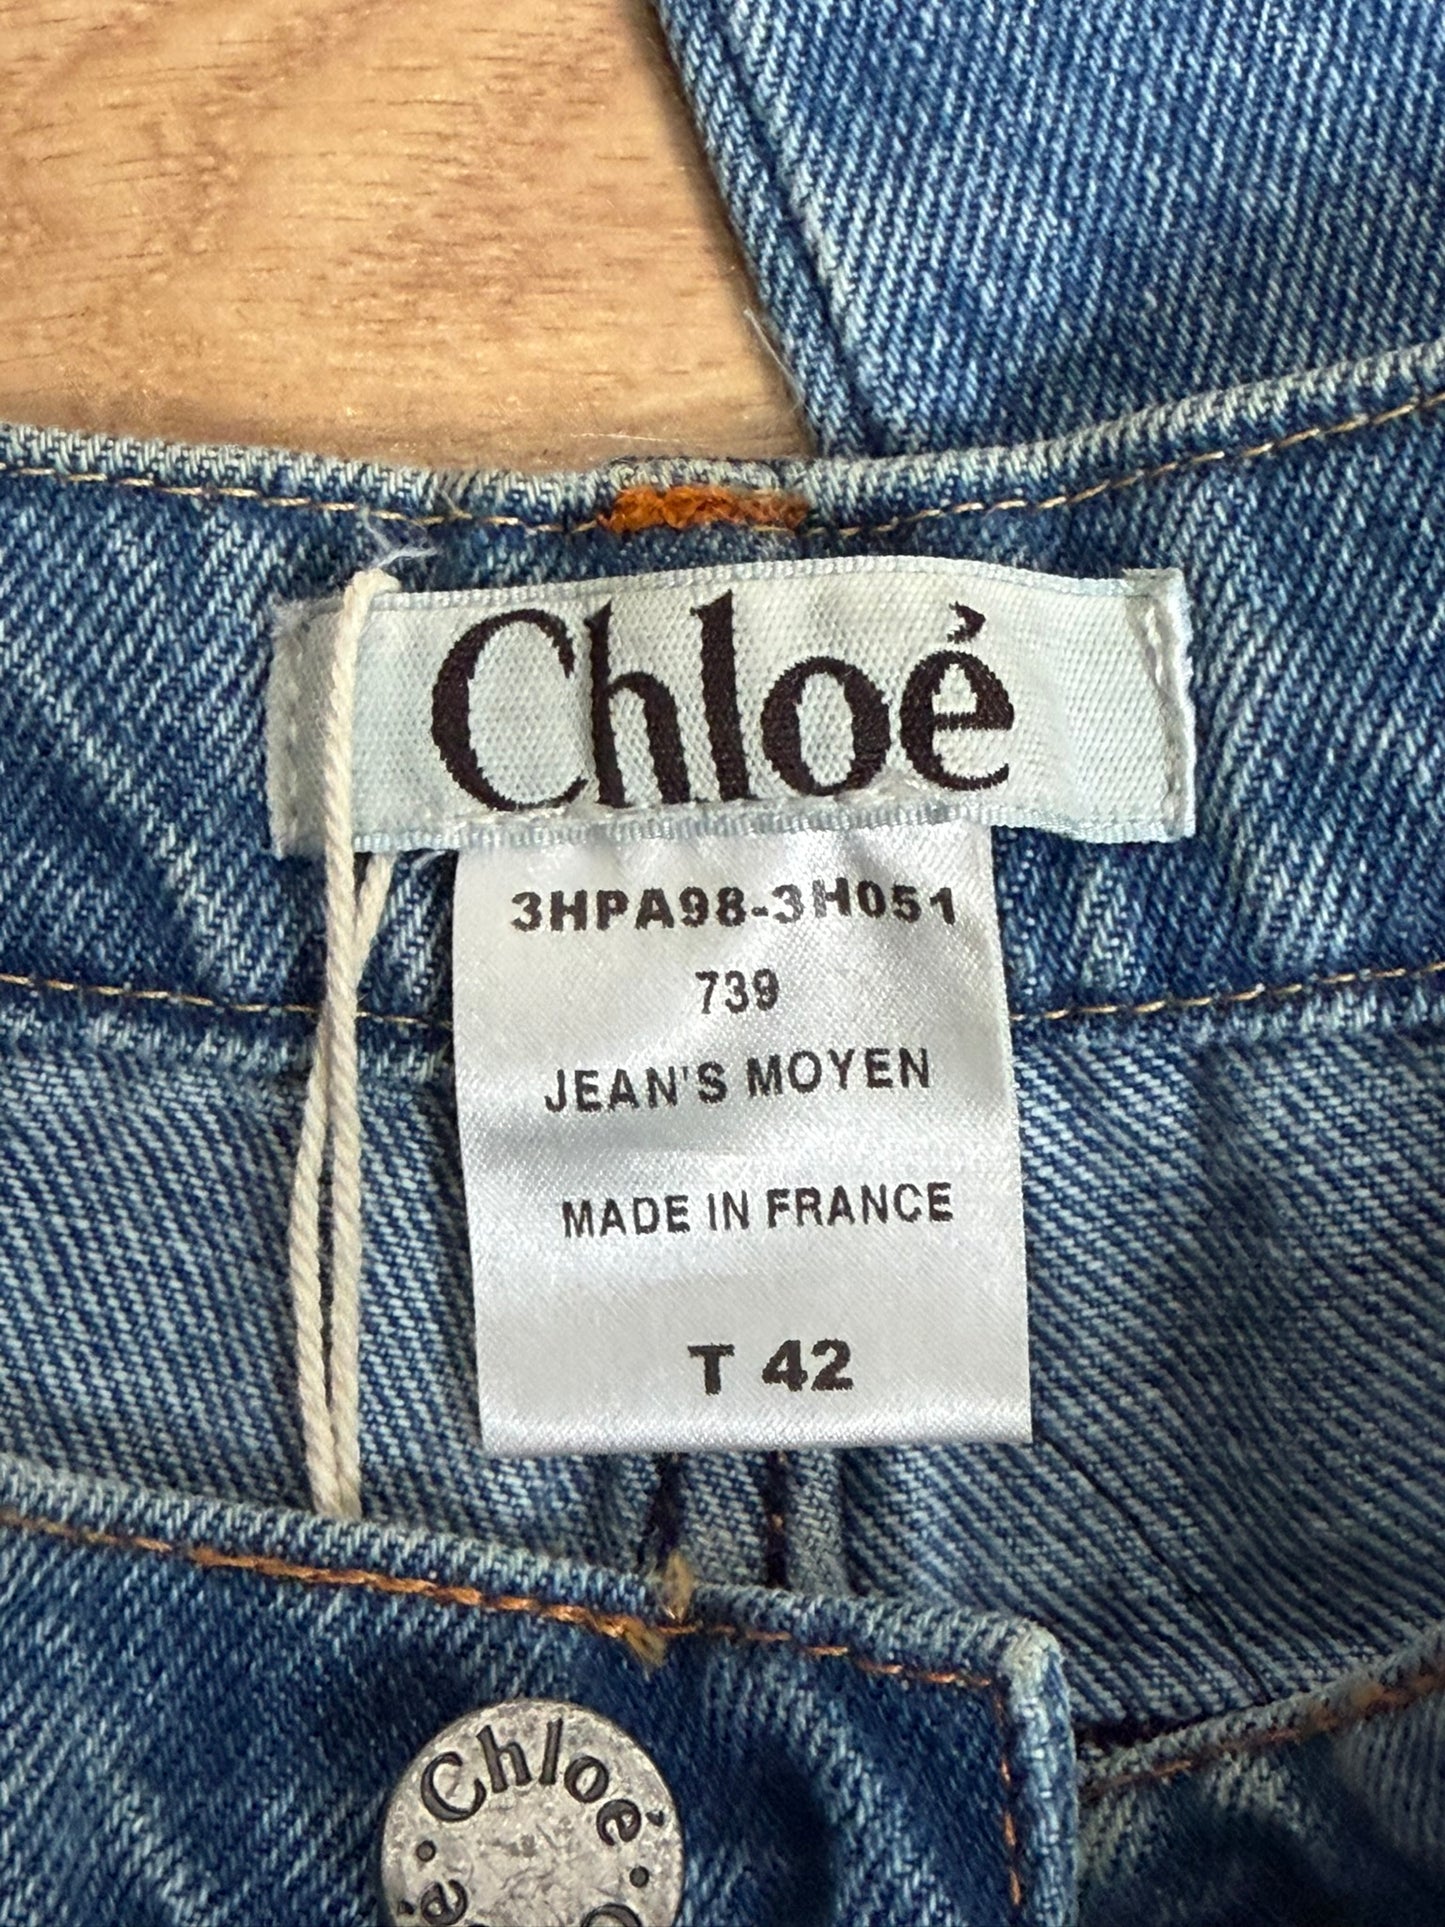 Chloé
3HPA98-3H051
739
JEAN'S MOYEN
MADE IN FRANCE
T 42
Chloé